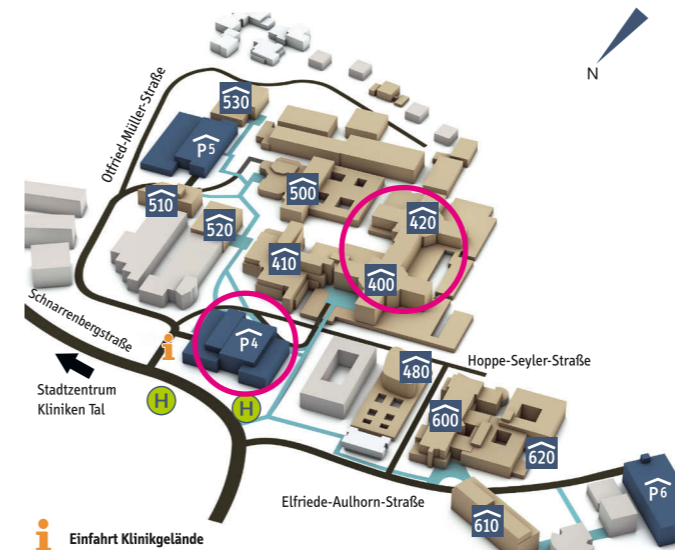 N
Otfried-Müller-Straße
530
P5
500
510
520
420
410
400
Schnarrenbergstraße
P4
i
Stadtzentrum
Kliniken Tal
H
H
480
Hoppe-Seyler-Straße
600
620
P6
Elfriede-Aulhorn-Straße
610
i Einfahrt Klinikgelände